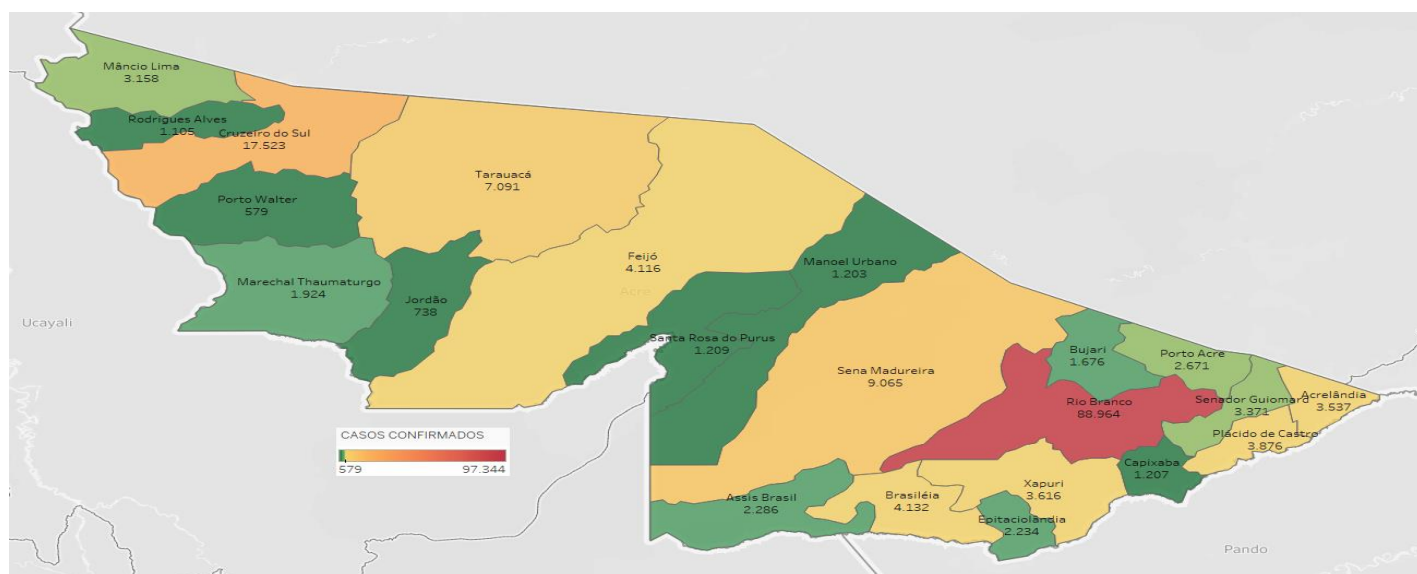 Mâncio Lima
3.158
Rodrigues Alves
1.105
Cruzeiro do Sul
17.523
Tarauacá
7.091
Porto Walter
579
Feijó
4.116
Acre
Manoel Urbano
1.203
Marechal Thaumaturgo
1.924
Jordão
738
Ucayali
Santa Rosa do Purus
1.209
Sena Madureira
9.065
Bujari
1.676
Porto Acre
2.671
Rio Branco
88.964
Senador Guiomard
3.371
Acrelândia
3.537
Plácido de Castro
3.876
CASOS CONFIRMADOS
579 97.344
Capixaba
1.207
Assis Brasil
2.286
Brasiléia
4.132
Xapuri
3.616
Epitaciolândia
2.234
Pando